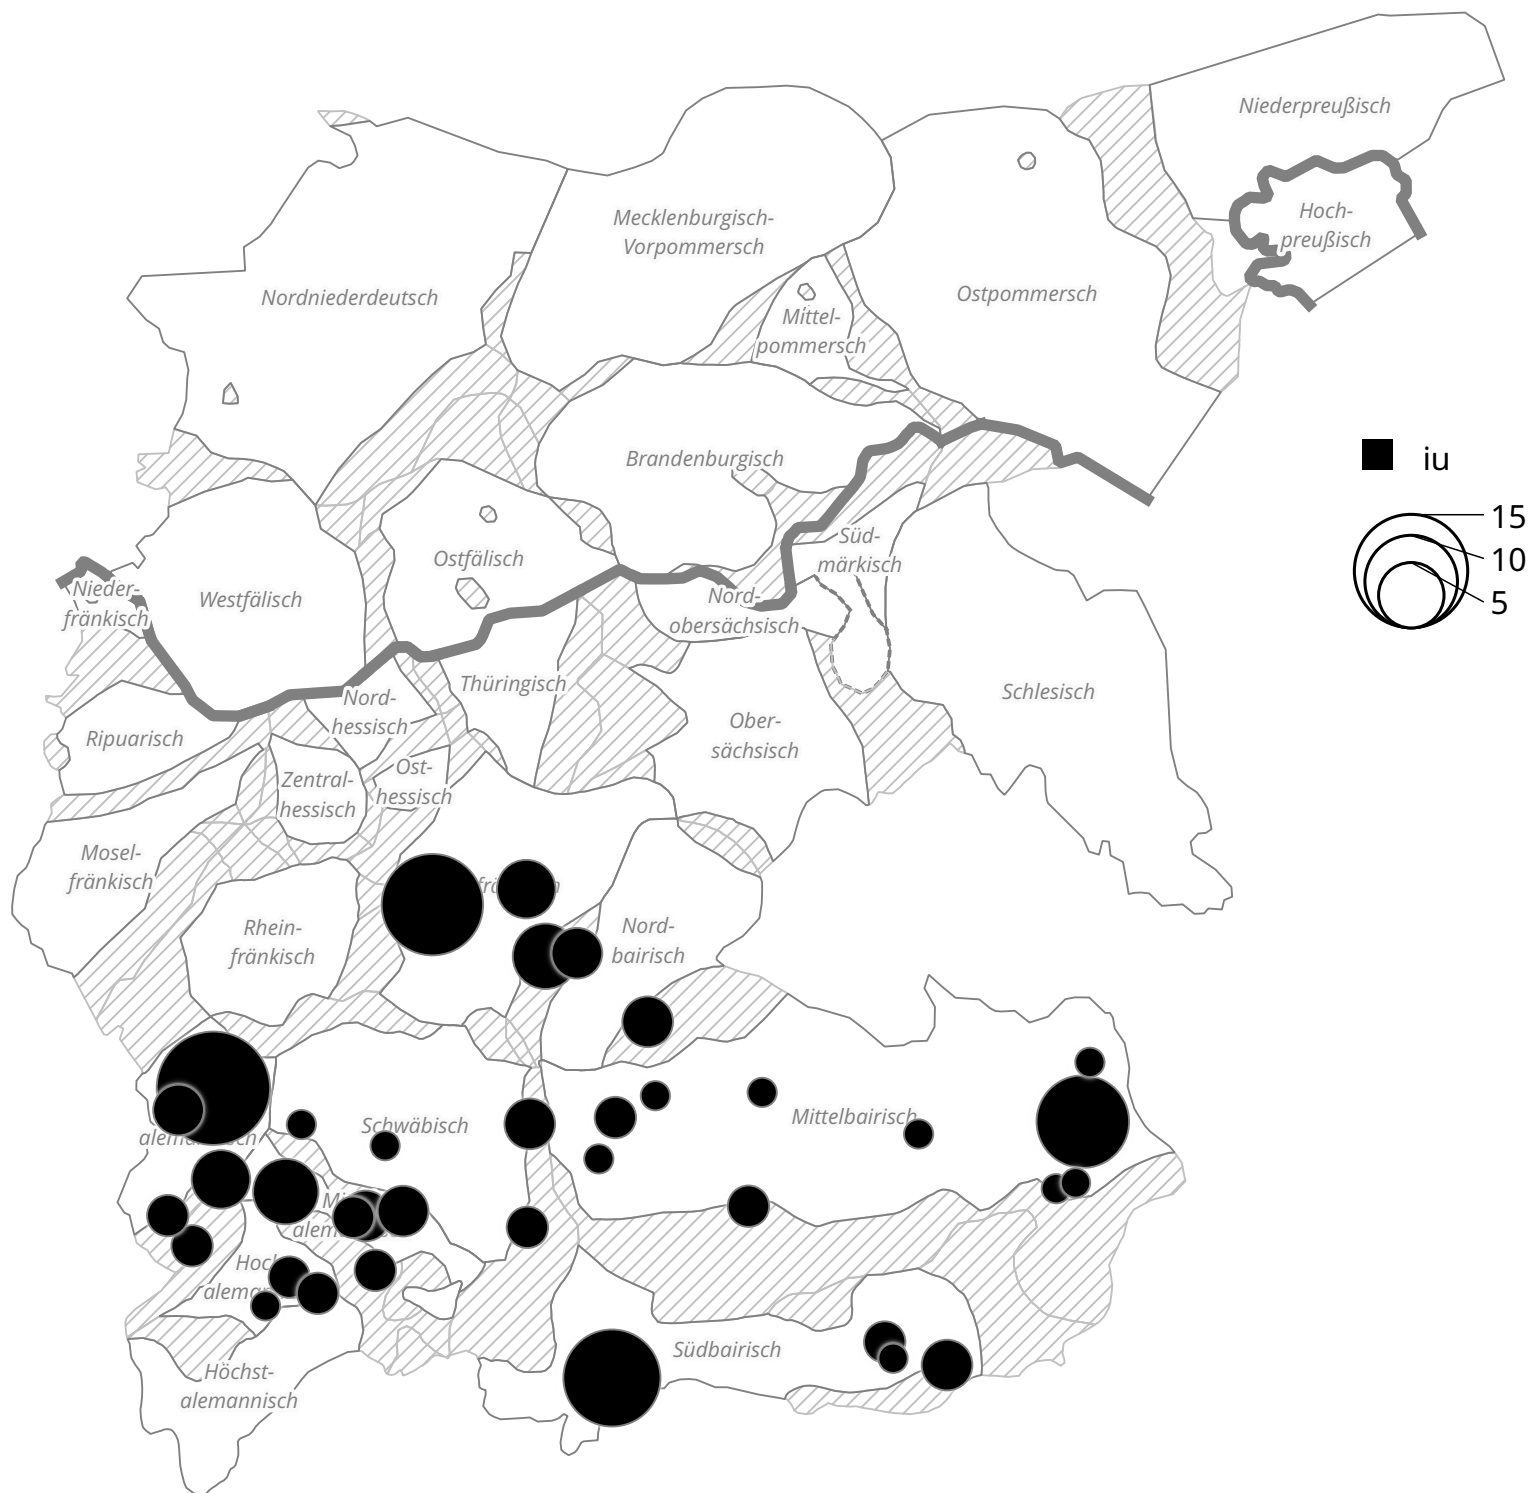 Niederpreußisch
Hoch-
preußisch
Mecklenburgisch-
Vorpommersch
Nordniederdeutsch
Ostpommersch
Mittel-
pommersch
Brandenburgisch
iu
15
10
5
Ostfälisch
Süd-
märkisch
Nieder-
fränkisch
Westfälisch
Nord-
obersächsisch
Thüringisch
Schlesisch
Nord-
hessisch
Ripuarisch
Ober-
sächsisch
Zentral-
hessisch
Ost-
hessisch
Mosel-
fränkisch
Rhein-
fränkisch
Nord-
bairisch
Schwäbisch
Mittelbairisch
Südbairisch
Höchst-
alemannisch